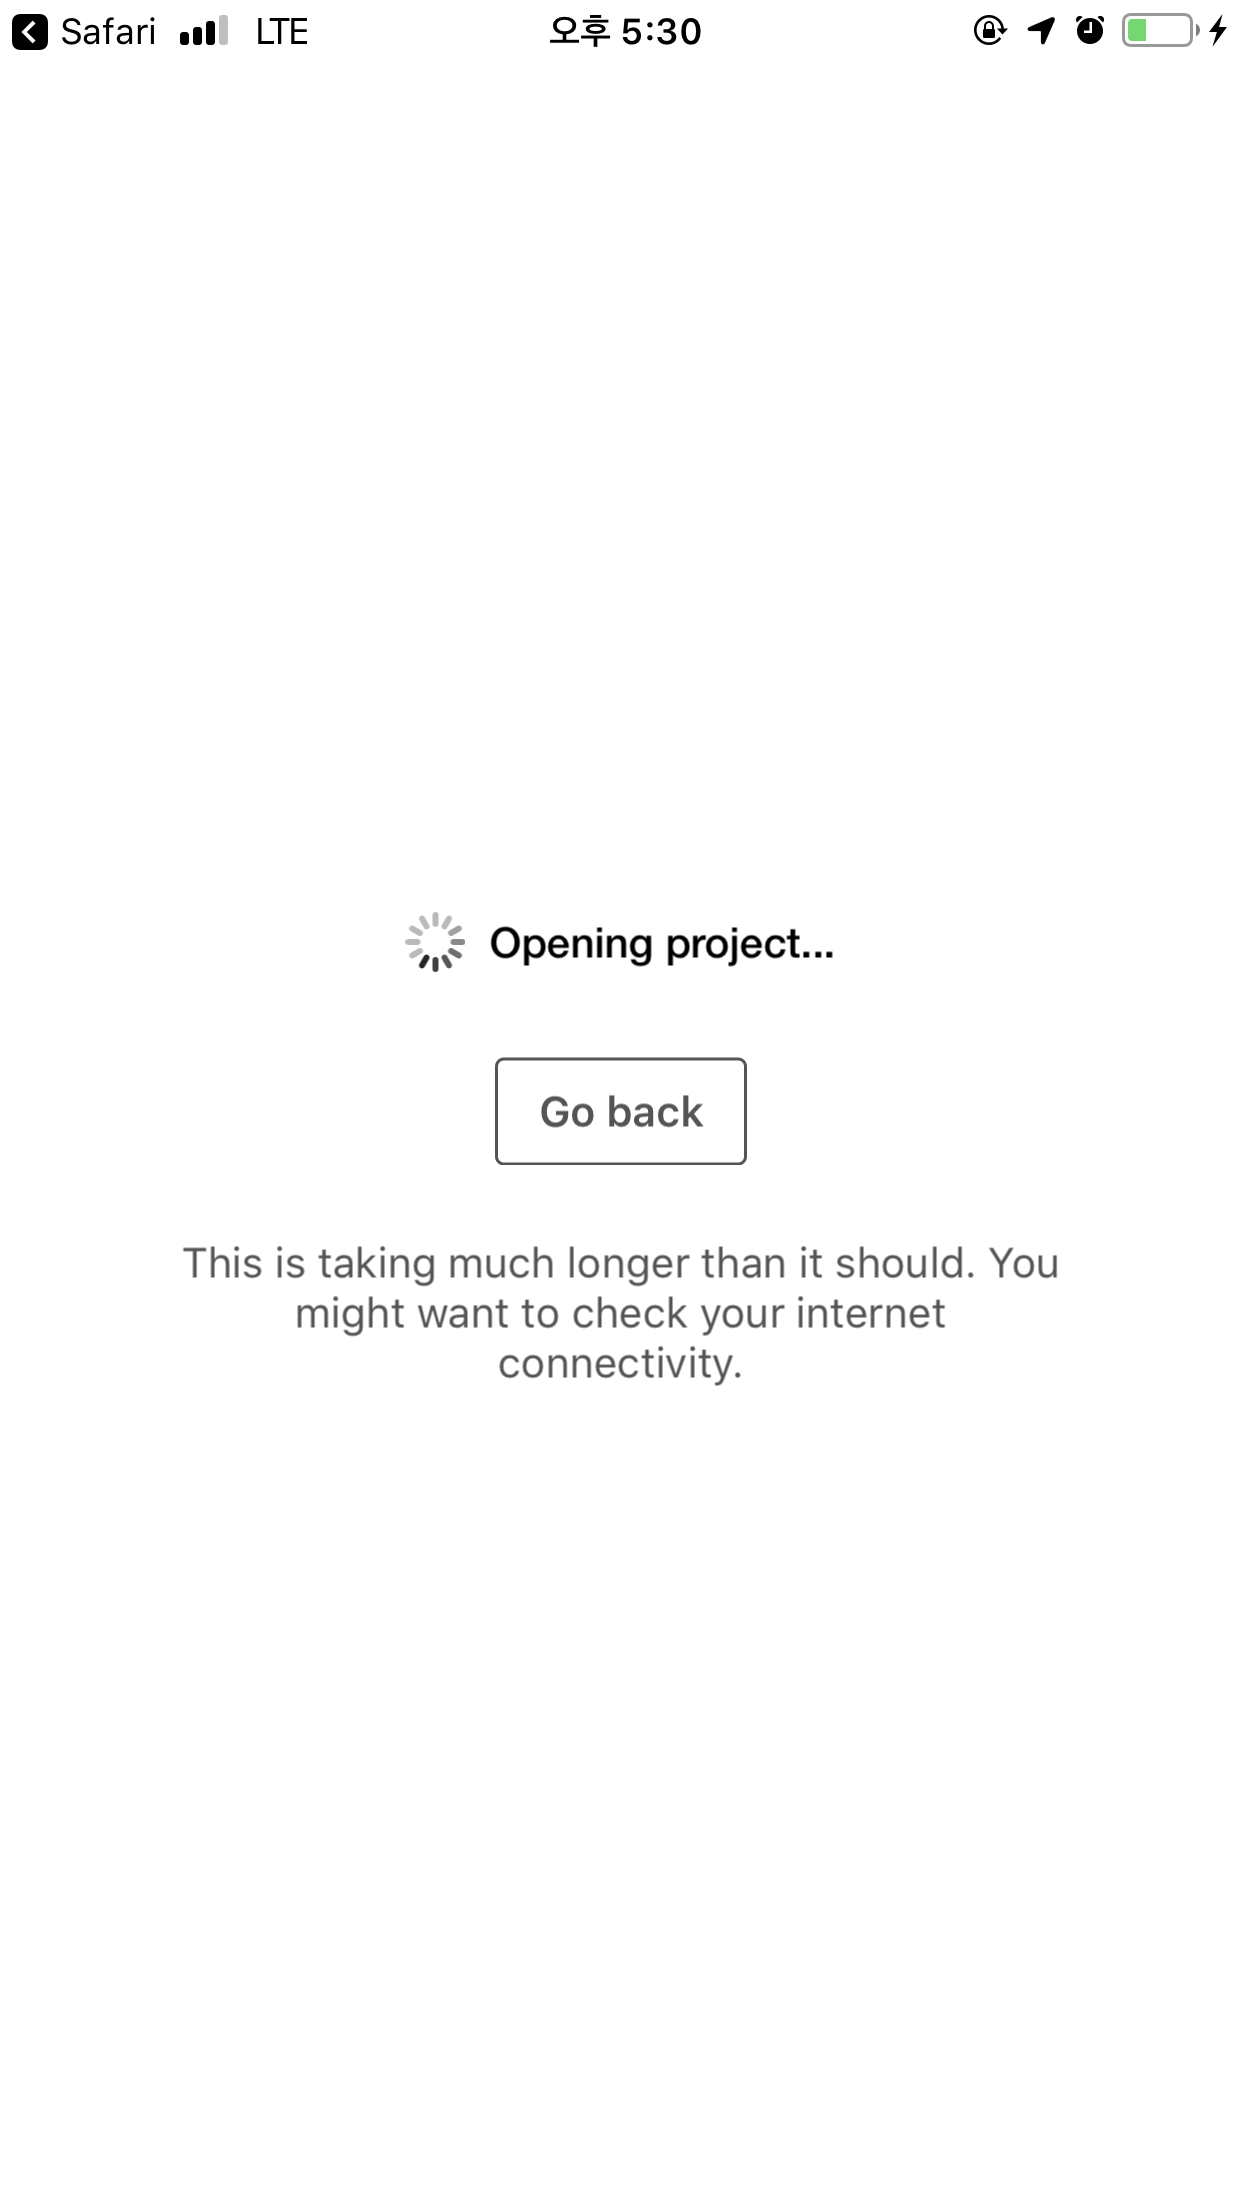 Safari LTE 오후 5:30
Opening project...
Go back
This is taking much longer than it should. You
might want to check your internet
connectivity.